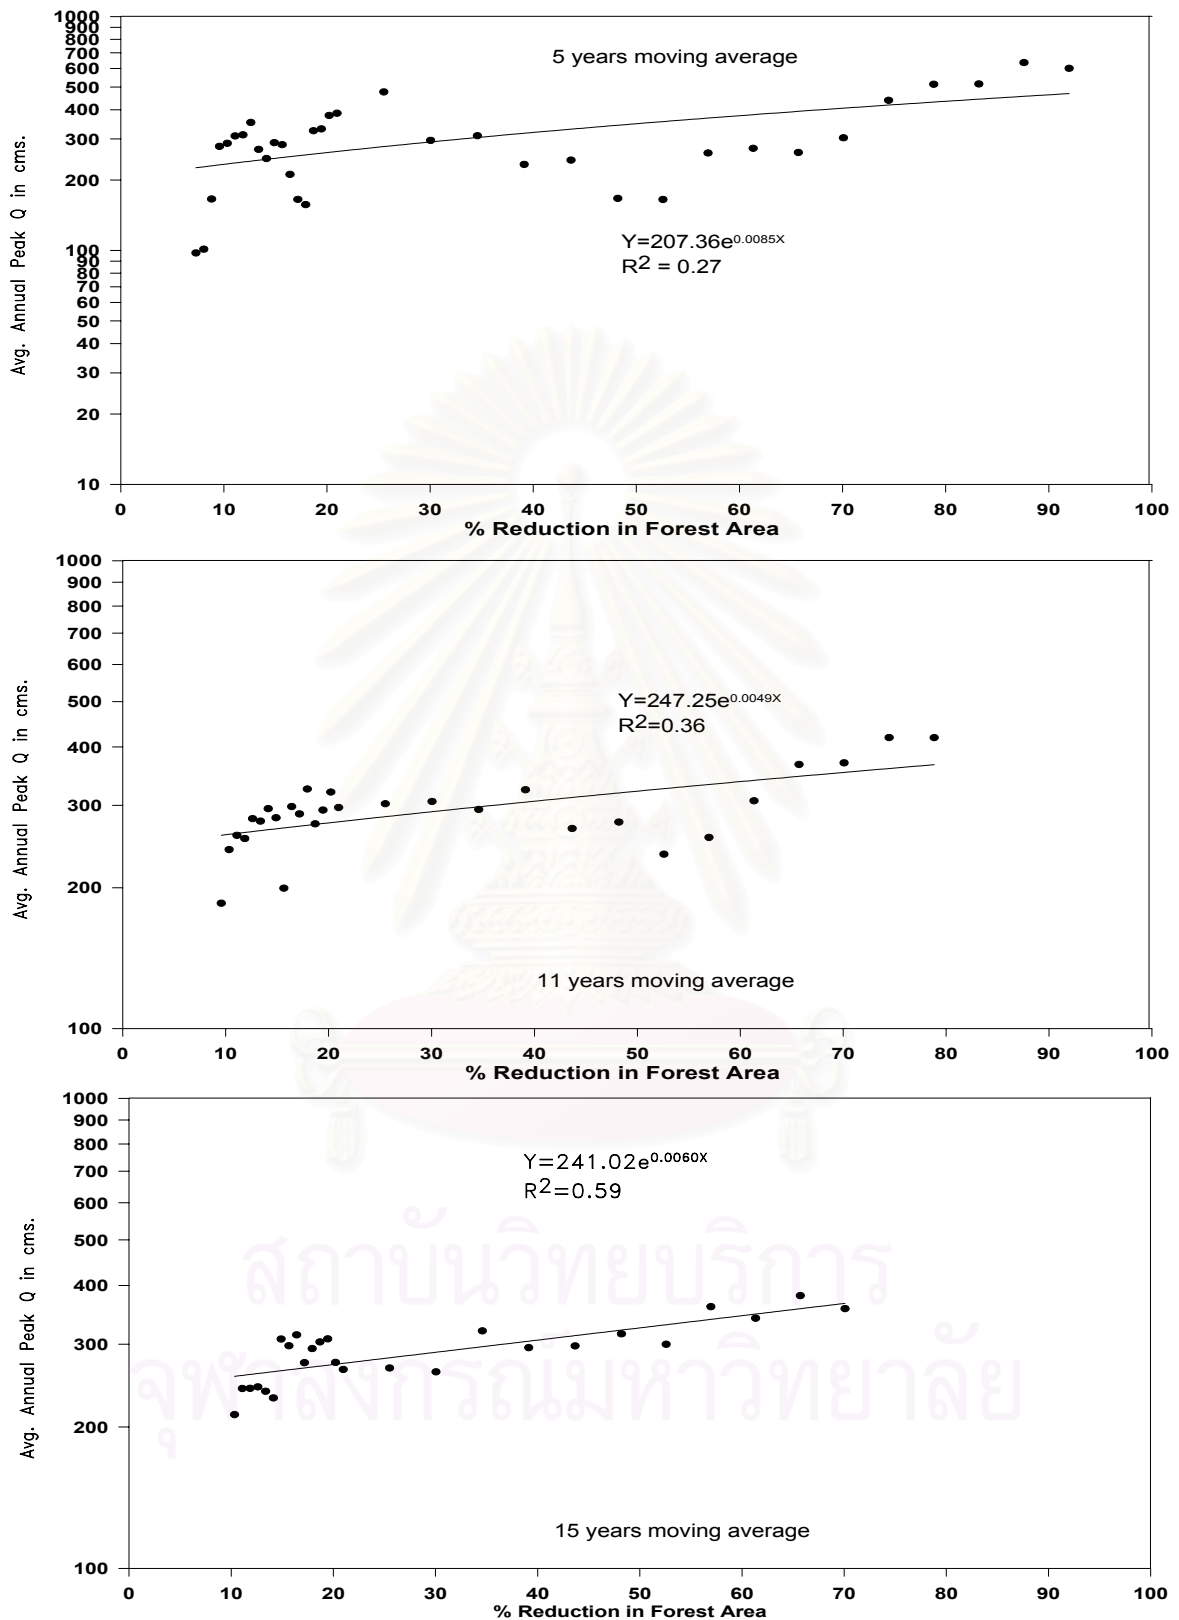 1000
900
800
700
600
500
400
300
200
100
90
80
70
60
50
40
30
20
10
Avg. Annual Peak Q in cms.
5 years moving average
Y=207.36e^0.0085X
R² = 0.27
0 10 20 30 40 50 60 70 80 90 100
% Reduction in Forest Area
1000
900
800
700
600
500
400
300
200
100
Avg. Annual Peak Q in cms.
Y=247.25e^0.0049X
R²=0.36
11 years moving average
0 10 20 30 40 50 60 70 80 90 100
% Reduction in Forest Area
1000
900
800
700
600
500
400
300
200
100
Avg. Annual Peak Q in cms.
Y=241.02e^0.0060X
R²=0.59
สถาบันวิทยบริการ
จุฬาลงกรณ์มหาวิทยาลัย
15 years moving average
0 10 20 30 40 50 60 70 80 90 100
% Reduction in Forest Area